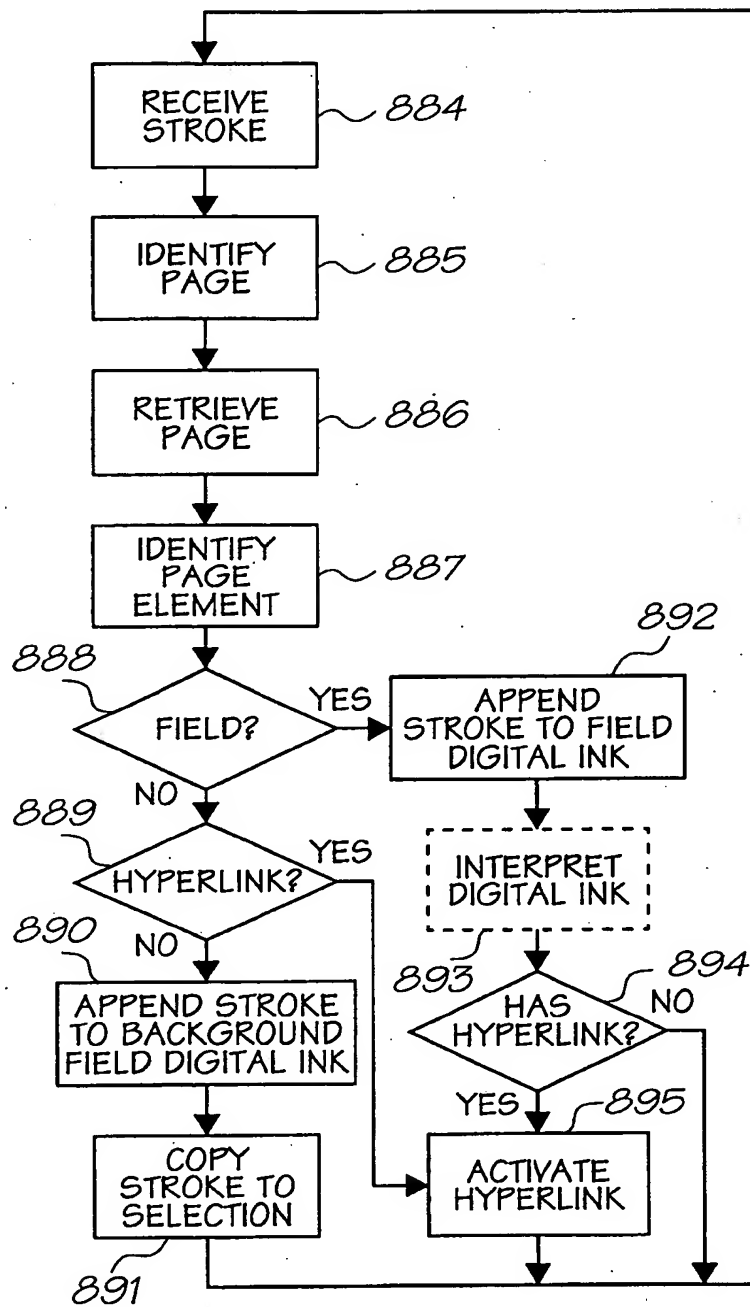 RECEIVE
STROKE
884
IDENTIFY
PAGE
885
RETRIEVE
PAGE
886
IDENTIFY
PAGE
ELEMENT
887
888
FIELD?
YES
NO
892
APPEND
STROKE TO FIELD
DIGITAL INK
889
HYPERLINK?
YES
NO
INTERPRET
DIGITAL INK
893
890
APPEND STROKE
TO BACKGROUND
FIELD DIGITAL INK
894
HAS
HYPERLINK?
NO
YES
895
COPY
STROKE TO
SELECTION
891
ACTIVATE
HYPERLINK